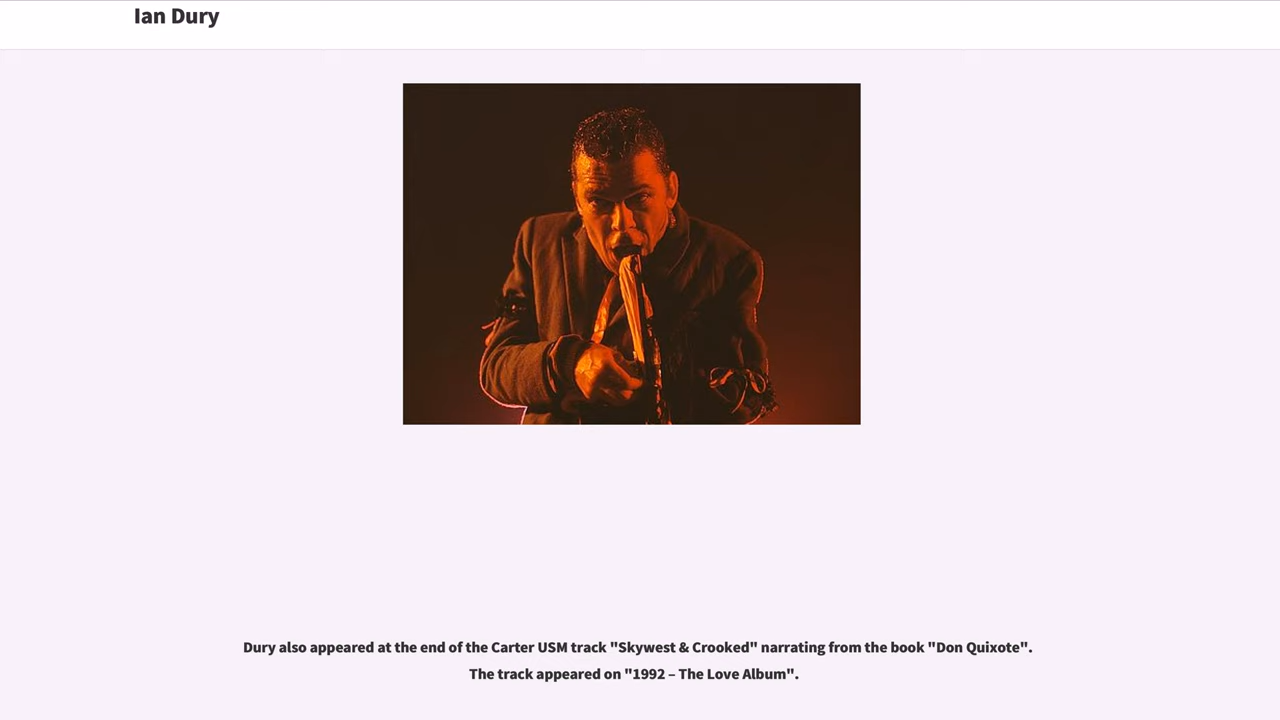 Ian Dury
Dury also appeared at the end of the Carter USM track "Skywest & Crooked" narrating from the book "Don Quixote".
The track appeared on "1992 – The Love Album".